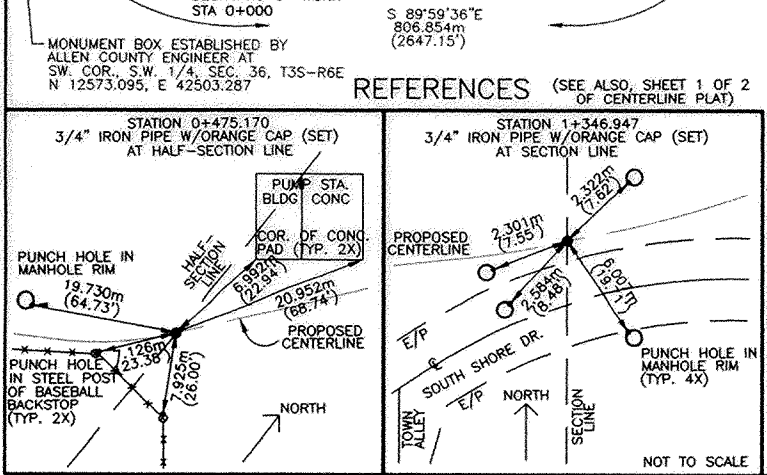 STA 0+000
S 89°59'36"E
806.854m
(2647.15')
MONUMENT BOX ESTABLISHED BY
ALLEN COUNTY ENGINEER AT
SW. COR., S.W. 1/4, SEC. 36, T3S-R6E
N 12573.095, E 42503.287
REFERENCES
(SEE ALSO, SHEET 1 OF 2
OF CENTERLINE PLAT)
STATION 0+475.170
3/4" IRON PIPE W/ORANGE CAP (SET)
AT HALF-SECTION LINE
PUMP STA.
BLDG CONC
COR. OF CONC.
PAD (TYP. 2X)
HALF-
SECTION
LINE
6.992m
(22.94')
20.952m
(68.74')
PUNCH HOLE IN
MANHOLE RIM
19.730m
(64.73')
PROPOSED
CENTERLINE
.126m
23.38'
7.925m
(26.00')
PUNCH HOLE
IN STEEL POST
OF BASEBALL
BACKSTOP
(TYP. 2X)
NORTH
STATION 1+346.947
3/4" IRON PIPE W/ORANGE CAP (SET)
AT SECTION LINE
2.322m
(7.62')
2.301m
(7.55')
PROPOSED
CENTERLINE
2.584m
(8.48')
6.007m
(19.71')
E/P
SOUTH SHORE DR.
E/P
PUNCH HOLE IN
MANHOLE RIM
(TYP. 4X)
NORTH
TOWN
ALLEY
SECTION
LINE
NOT TO SCALE